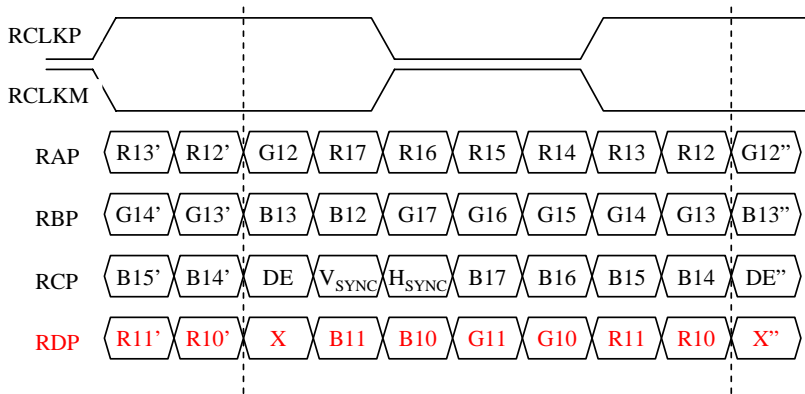 RCLKP
RCLKM
RAP R13’ R12’ G12 R17 R16 R15 R14 R13 R12 G12”
RBP G14’ G13’ B13 B12 G17 G16 G15 G14 G13 B13”
RCP B15’ B14’ DE VSYNC HSYNC B17 B16 B15 B14 DE”
RDP R11’ R10’ X B11 B10 G11 G10 R11 R10 X”